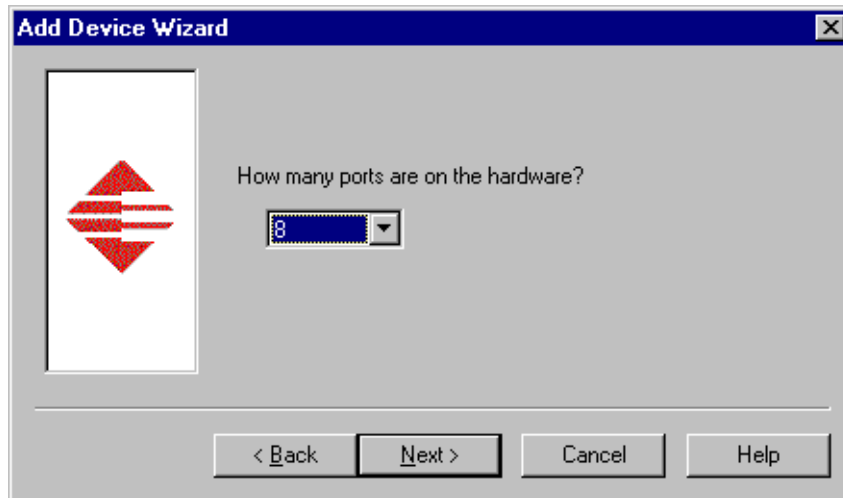 Add Device Wizard
How many ports are on the hardware?
8
< Back
Next >
Cancel
Help